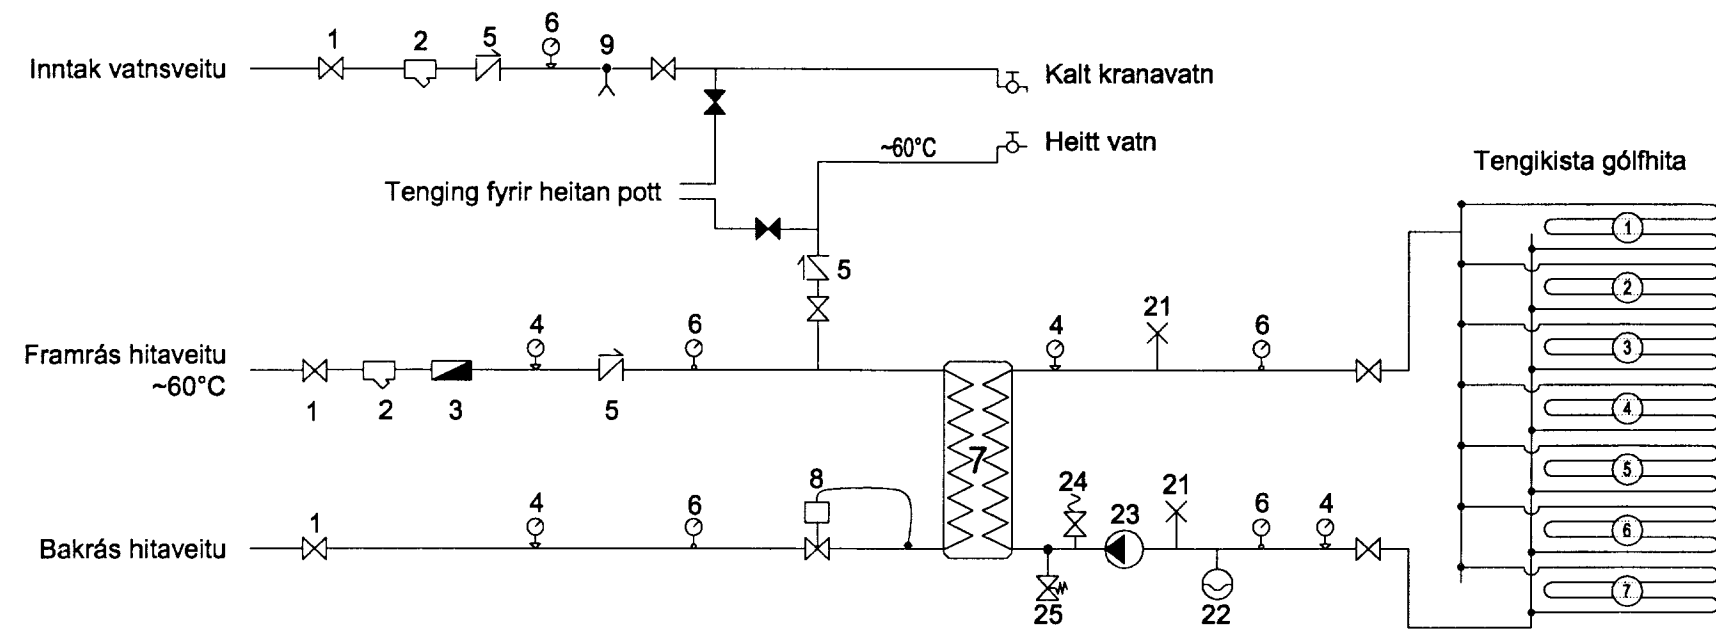 6
1 2 5 9
Inntak vatnsveitu
Kalt kranavatn
~60°C
Heitt vatn
Tengikista gólfhita
Tenging fyrir heitan pott
5
1
2
3
4
5
6
7
4 6 4 21 6
Framrás hitaveitu
~60°C
1 2 3 5
7
8 24 21
4 6 23 6 4
1
Bakrás hitaveitu
25 22